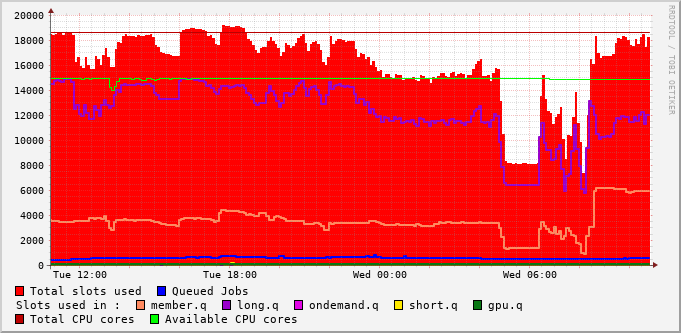 20000
18000
16000
14000
12000
10000
8000
6000
4000
2000
0
Tue 12:00 Tue 18:00 Wed 00:00 Wed 06:00
RRDTOOL / TOBI OETIKER
Total slots used Queued Jobs
Slots used in : member.q long.q ondemand.q short.q gpu.q
Total CPU cores Available CPU cores